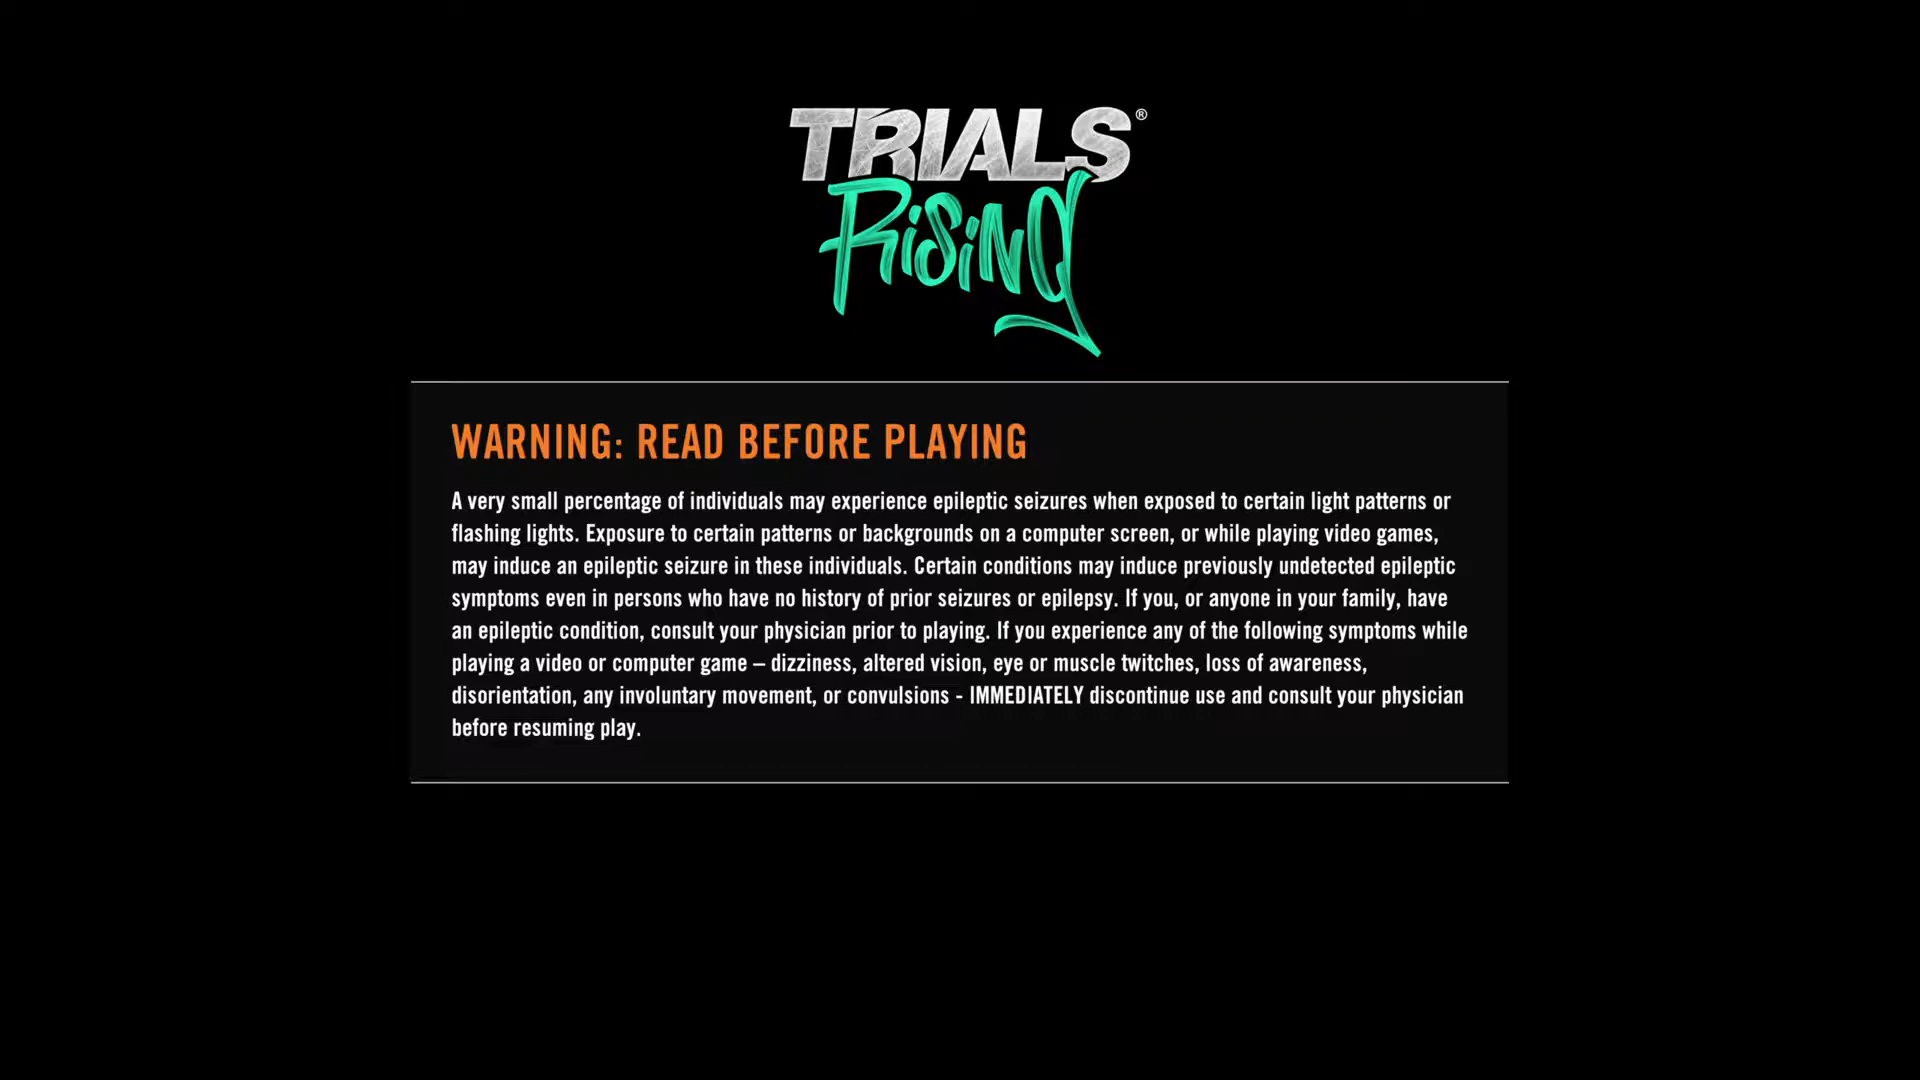 TRIALS®
Rising
WARNING: READ BEFORE PLAYING
A very small percentage of individuals may experience epileptic seizures when exposed to certain light patterns or
flashing lights. Exposure to certain patterns or backgrounds on a computer screen, or while playing video games,
may induce an epileptic seizure in these individuals. Certain conditions may induce previously undetected epileptic
symptoms even in persons who have no history of prior seizures or epilepsy. If you, or anyone in your family, have
an epileptic condition, consult your physician prior to playing. If you experience any of the following symptoms while
playing a video or computer game – dizziness, altered vision, eye or muscle twitches, loss of awareness,
disorientation, any involuntary movement, or convulsions - IMMEDIATELY discontinue use and consult your physician
before resuming play.